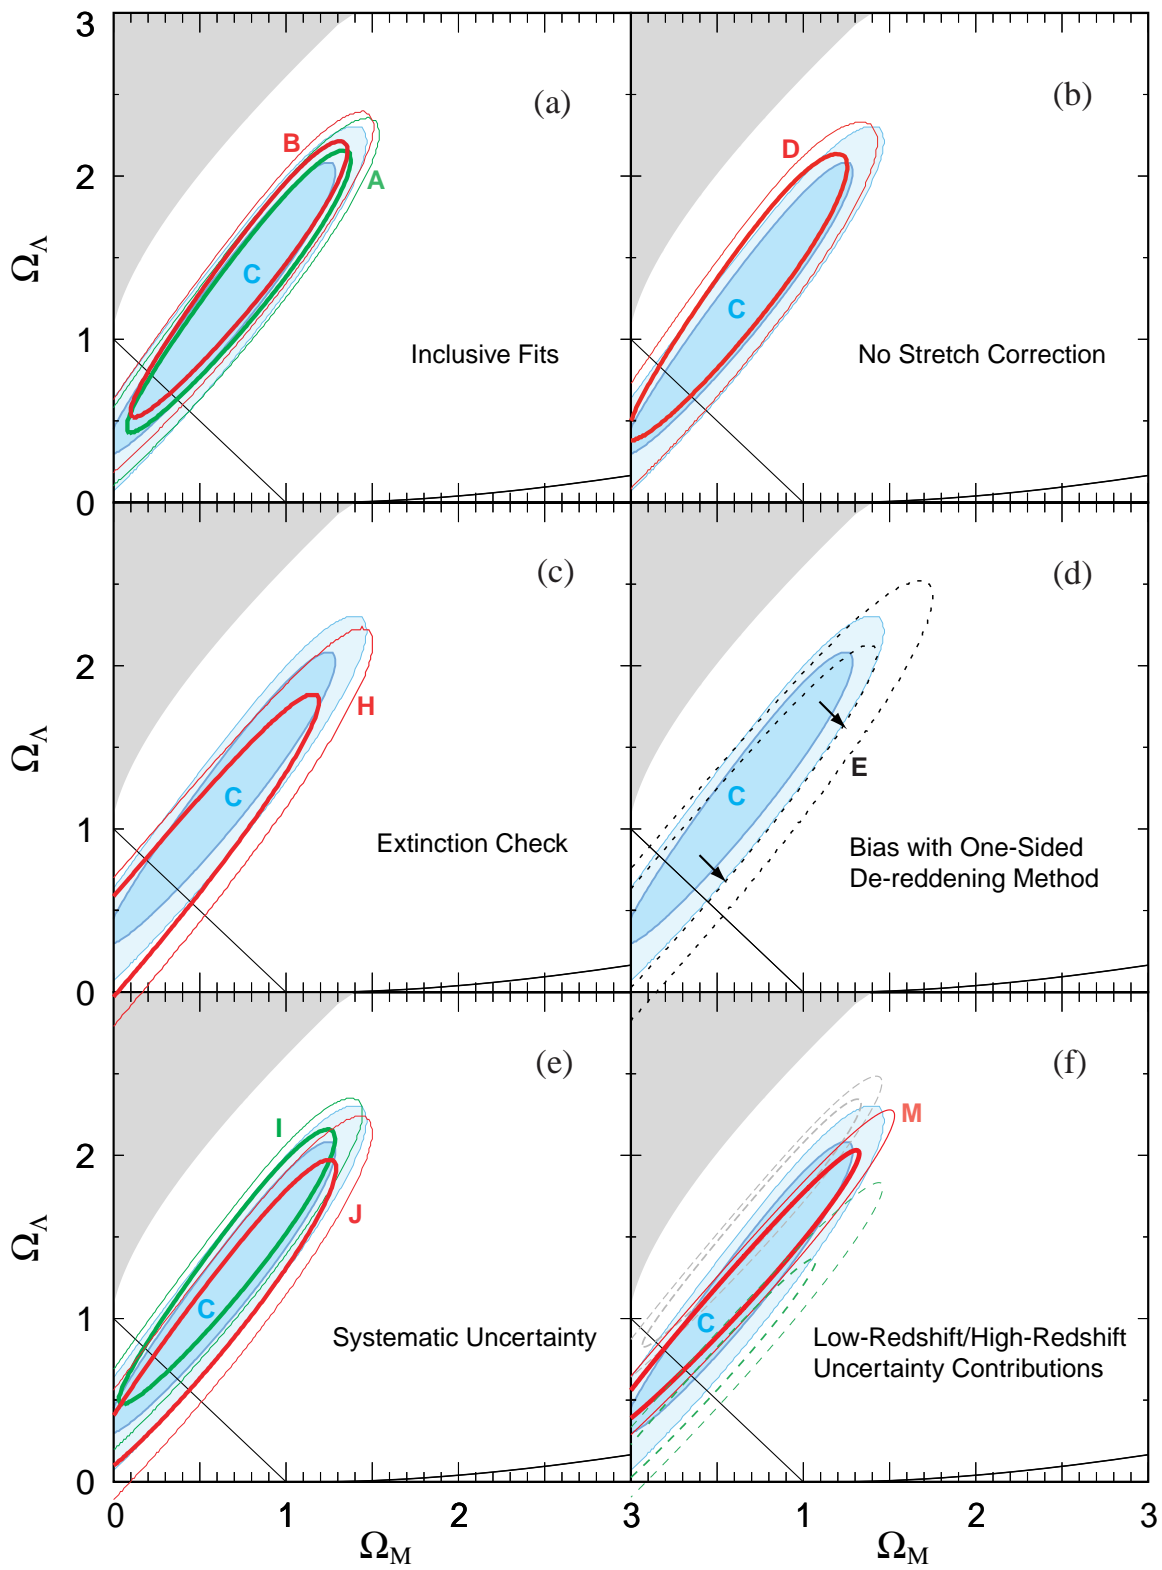 3
(a)
(b)
B
A
D
2
Ω_Λ
C
C
1
Inclusive Fits
No Stretch Correction
0
(c)
(d)
2
H
E
Ω_Λ
C
C
1
Extinction Check
Bias with One-Sided
De-reddening Method
0
(e)
(f)
I
M
2
J
Ω_Λ
C
C
1
Systematic Uncertainty
Low-Redshift/High-Redshift
Uncertainty Contributions
0
0 1 2 3 1 2 3
Ω_M Ω_M